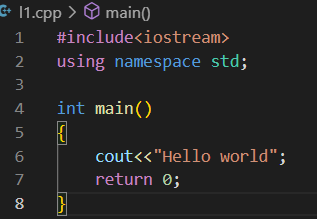 l1.cpp > main()
1 #include<iostream>
2 using namespace std;
3
4 int main()
5 {
6     cout<<"Hello world";
7     return 0;
8 }